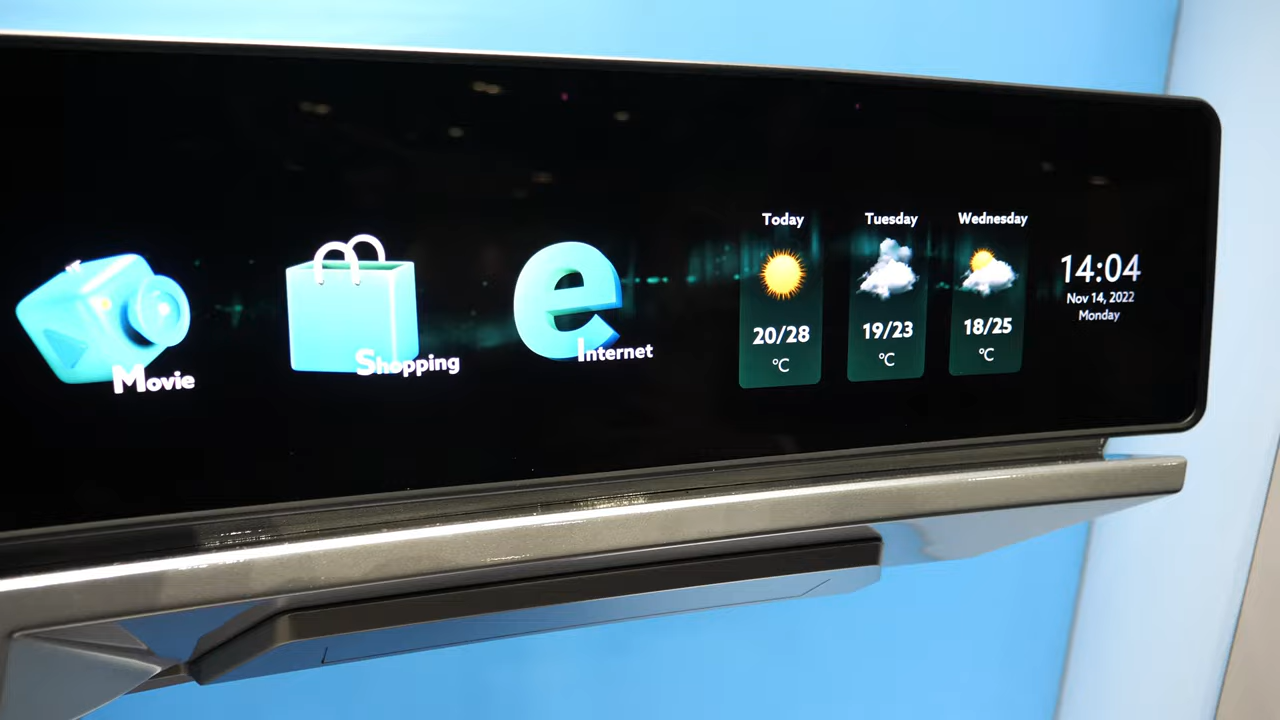 Movie
Shopping
Internet
Today
20/28
°C
Tuesday
19/23
°C
Wednesday
18/25
°C
14:04
Nov 14, 2022
Monday